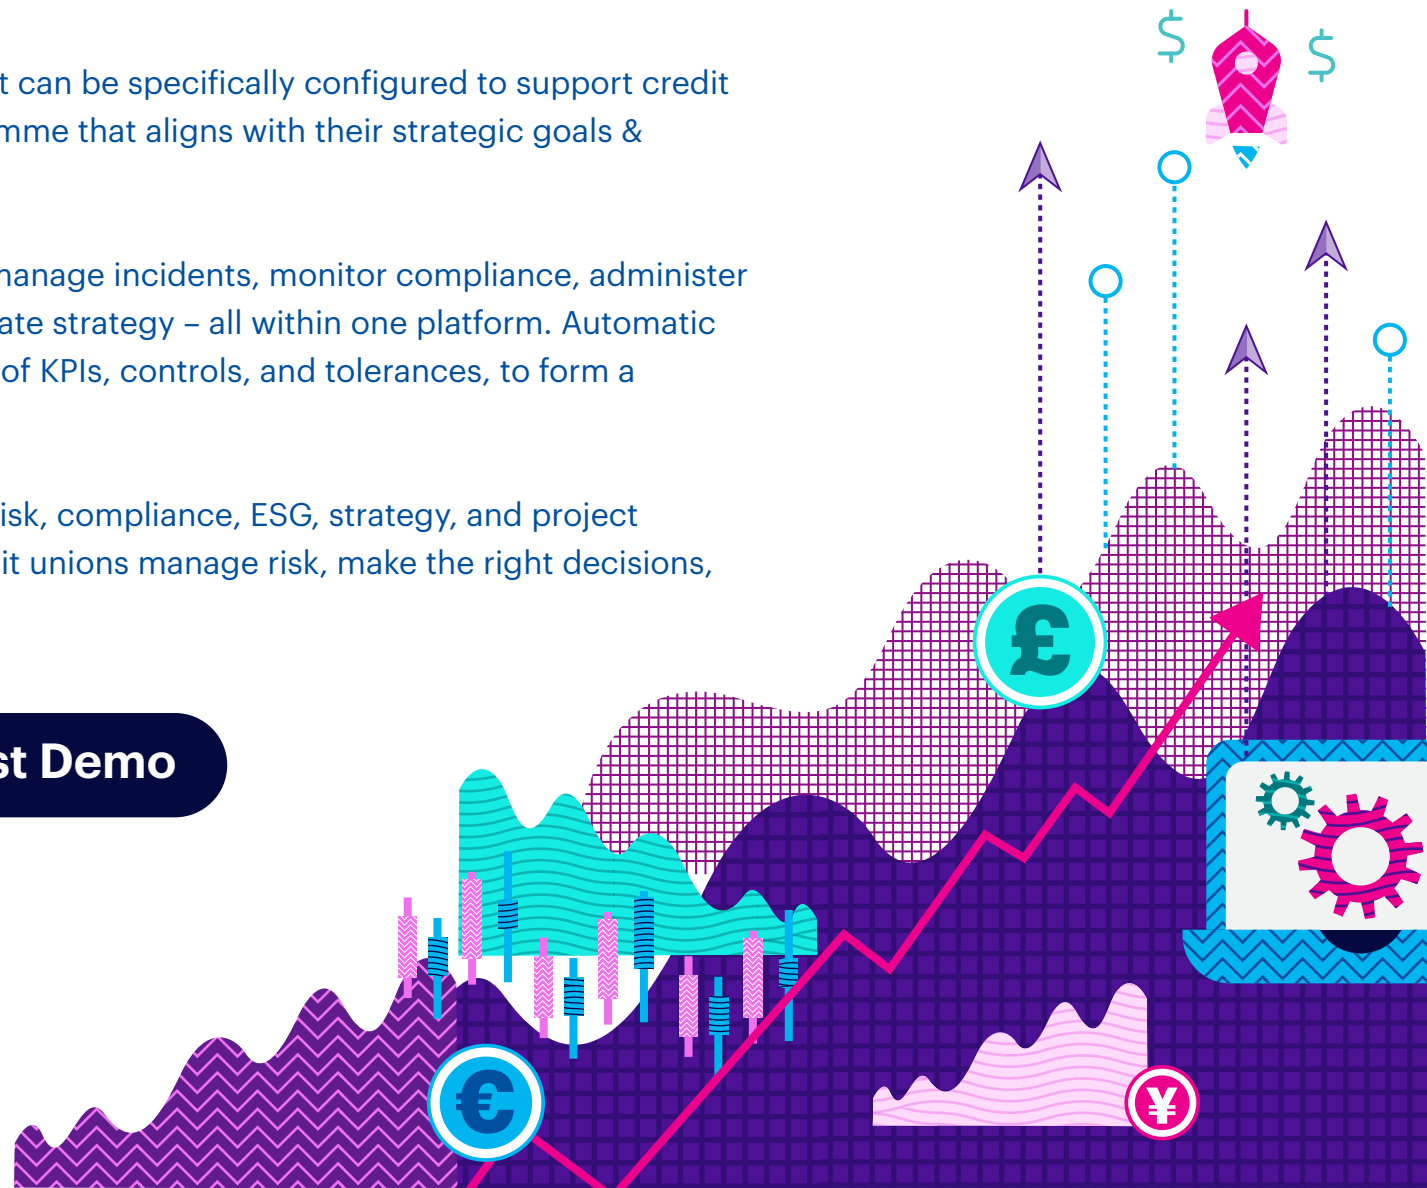 t can be specifically configured to support credit
mme that aligns with their strategic goals &
manage incidents, monitor compliance, administer
ate strategy – all within one platform. Automatic
of KPIs, controls, and tolerances, to form a
isk, compliance, ESG, strategy, and project
it unions manage risk, make the right decisions,
st Demo
$
$
£
€
¥